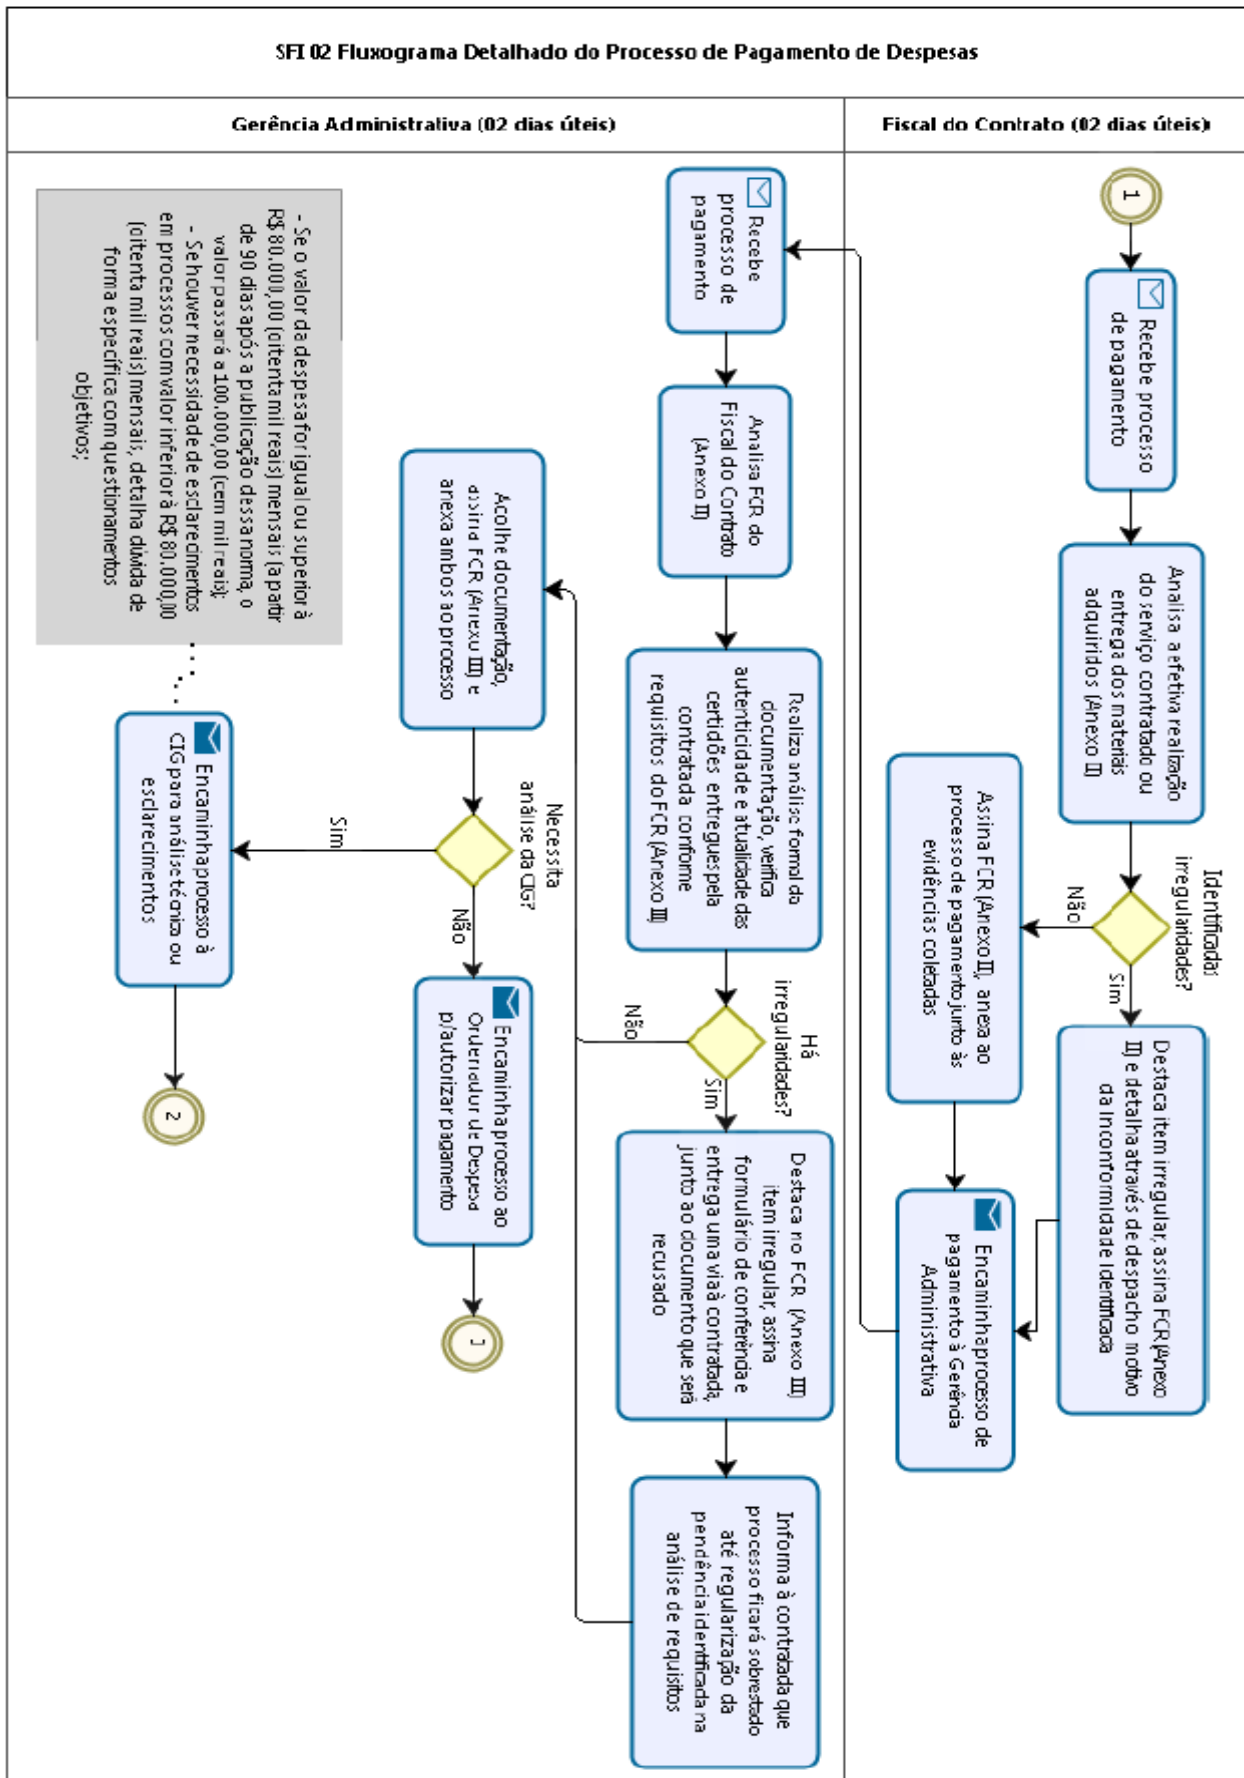 SFI 02 Fluxograma Detalhado do Processo de Pagamento de Despesas
Fiscal do Contrato (02 dias úteis)
1
Recebe processo
de pagamento
Analisa a efetiva realização
do serviço contratado ou
entrega dos materiais
adquiridos (Anexo II)
Identificadas
irregularidades?
Não
Sim
Assina FCR (Anexo II), anexa ao
processo de pagamento junto às
evidências coletadas
Destaca item irregular, assina FCR (Anexo
II) e detalha através de despacho motivo
da Inconformidade Identificada
Encaminha processo de
pagamento à Gerência
Administrativa
Gerência Administrativa (02 dias úteis)
Recebe
processo de
pagamento
Analisa FCR do
Fiscal do Contrato
(Anexo II)
Realiza análise formal da
documentação, verifica
autenticidade e atualidade das
certidões entregues pela
contratada conforme
requisitos do FCR (Anexo III)
Há
irregularidades?
Não
Sim
Destaca no FCR (Anexo III)
item irregular, assina
formulário de conferência e
entrega uma via à contratada,
junto ao documento que será
recusado
Informa à contratada que
processo ficará sobrestado
até regularização da
pendência identificada na
análise de requisitos
Acolhe documentação,
assina FCR (Anexo III) e
anexa ambos ao processo
Necessita
análise da CIG?
Sim
Não
Encaminha processo ao
Ordenador de Despesa
p/autorizar pagamento
3
Encaminha processo à
CIG para análise técnica ou
esclarecimentos
2
- Se o valor da despesa for igual ou superior à
R$ 80.000,00 (oitenta mil reais) mensais (a partir
de 90 dias após a publicação dessa norma, o
valor passará a 100.000,00 (cem mil reais);
- Se houver necessidade de esclarecimentos
em processos com valor inferior à R$ 80.000,00
(oitenta mil reais) mensais, detalha dúvida de
forma específica com questionamentos
objetivos;